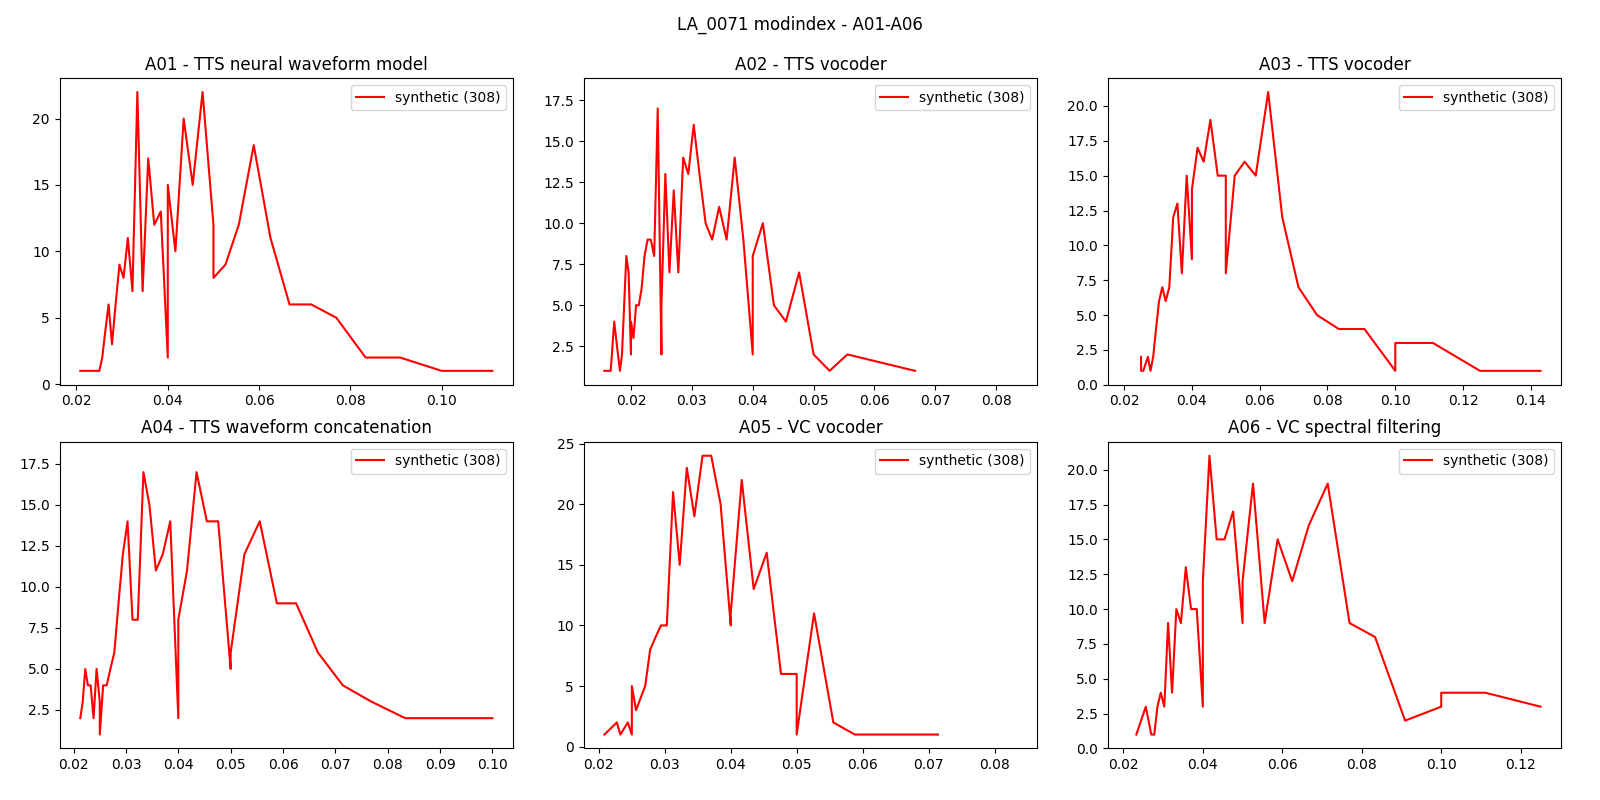 LA_0071 modindex - A01-A06
A01 - TTS neural waveform model
synthetic (308)
20
15
10
5
0
0.02 0.04 0.06 0.08 0.10
A02 - TTS vocoder
synthetic (308)
17.5
15.0
12.5
10.0
7.5
5.0
2.5
0.02 0.03 0.04 0.05 0.06 0.07 0.08
A03 - TTS vocoder
synthetic (308)
20.0
17.5
15.0
12.5
10.0
7.5
5.0
2.5
0.0
0.02 0.04 0.06 0.08 0.10 0.12 0.14
A04 - TTS waveform concatenation
synthetic (308)
17.5
15.0
12.5
10.0
7.5
5.0
2.5
0.02 0.03 0.04 0.05 0.06 0.07 0.08 0.09 0.10
A05 - VC vocoder
synthetic (308)
25
20
15
10
5
0
0.02 0.03 0.04 0.05 0.06 0.07 0.08
A06 - VC spectral filtering
synthetic (308)
20.0
17.5
15.0
12.5
10.0
7.5
5.0
2.5
0.0
0.02 0.04 0.06 0.08 0.10 0.12